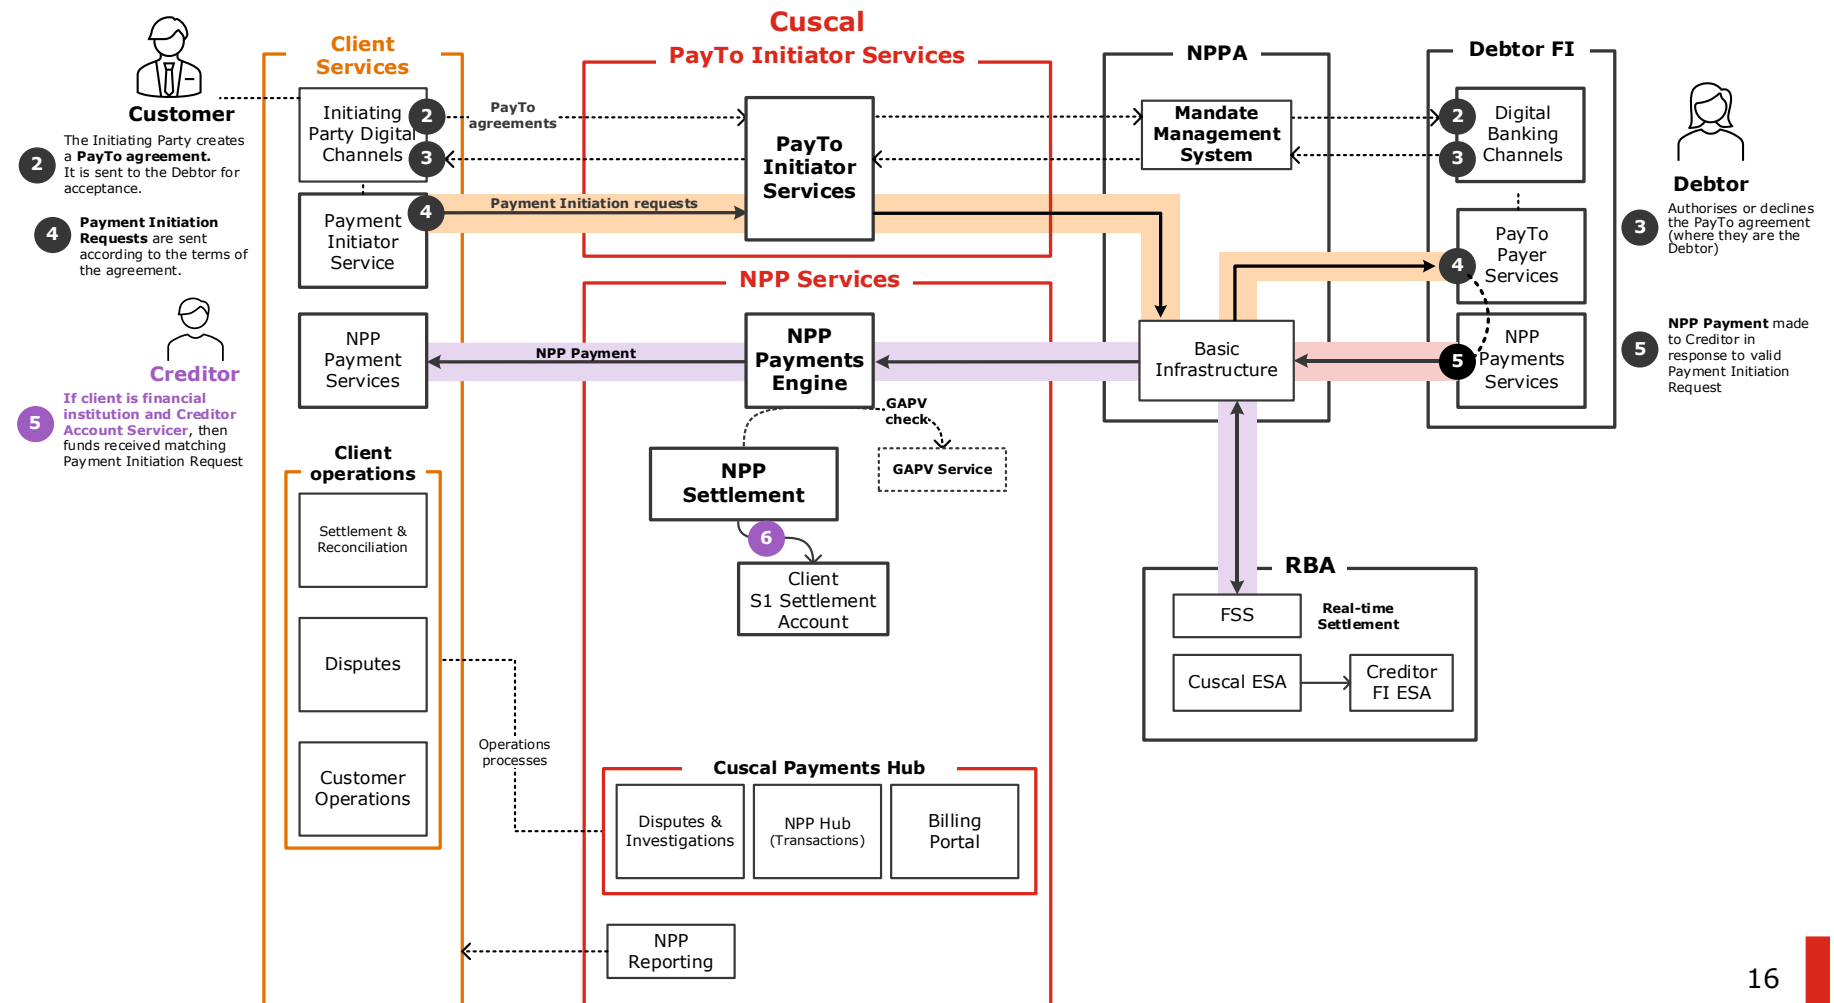 Cuscal
PayTo Initiator Services
Client
Services
NPPA
Debtor FI
Customer
2
The Initiating Party creates
a PayTo agreement.
It is sent to the Debtor for
acceptance.
4
Payment Initiation
Requests are sent
according to the terms of
the agreement.
Creditor
5
If client is financial
institution and Creditor
Account Servicer, then
funds received matching
Payment Initiation Request
Initiating
Party Digital
Channels
2
3
PayTo
agreements
Payment
Initiator
Service
4
Payment Initiation requests
PayTo
Initiator
Services
Mandate
Management
System
2
3
Digital
Banking
Channels
4
PayTo
Payer
Services
5
NPP
Payments
Services
Debtor
3
Authorises or declines
the PayTo agreement
(where they are the
Debtor)
5
NPP Payment made
to Creditor in
response to valid
Payment Initiation
Request
NPP Services
NPP
Payment
Services
NPP Payment
NPP
Payments
Engine
Basic
Infrastructure
GAPV
check
GAPV Service
NPP
Settlement
6
Client
S1 Settlement
Account
Client
operations
Settlement &
Reconciliation
Disputes
Customer
Operations
Operations
processes
RBA
FSS
Real-time
Settlement
Cuscal ESA
Creditor
FI ESA
Cuscal Payments Hub
Disputes &
Investigations
NPP Hub
(Transactions)
Billing
Portal
NPP
Reporting
16